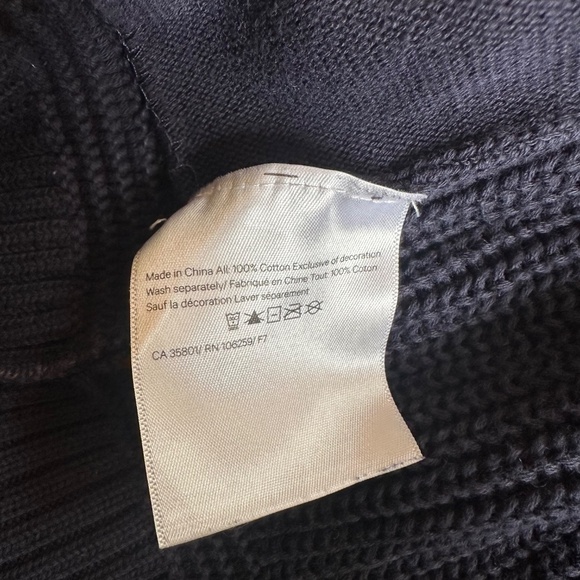 Made in China All: 100% Cotton Exclusive of decoration
Wash separately/ Fabriqué en Chine Tout: 100% Coton
Sauf la décoration Laver séparément
CA 35801/ RN 106259/ F7